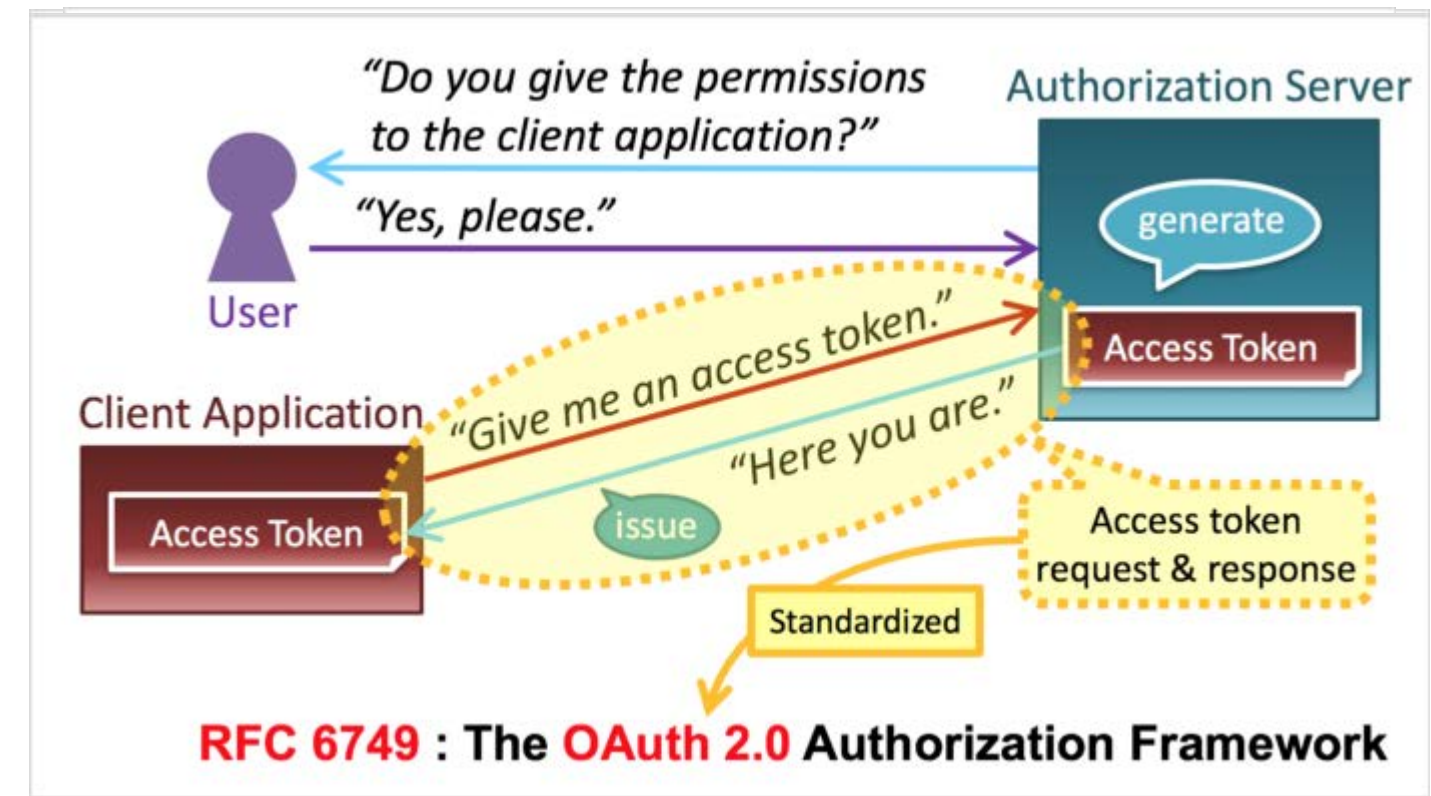 “Do you give the permissions
to the client application?”
Authorization Server
“Yes, please.”
generate
User
“Give me an access token.”
Access Token
Client Application
“Here you are.”
Access Token
issue
Access token
request & response
Standardized
RFC 6749 : The OAuth 2.0 Authorization Framework